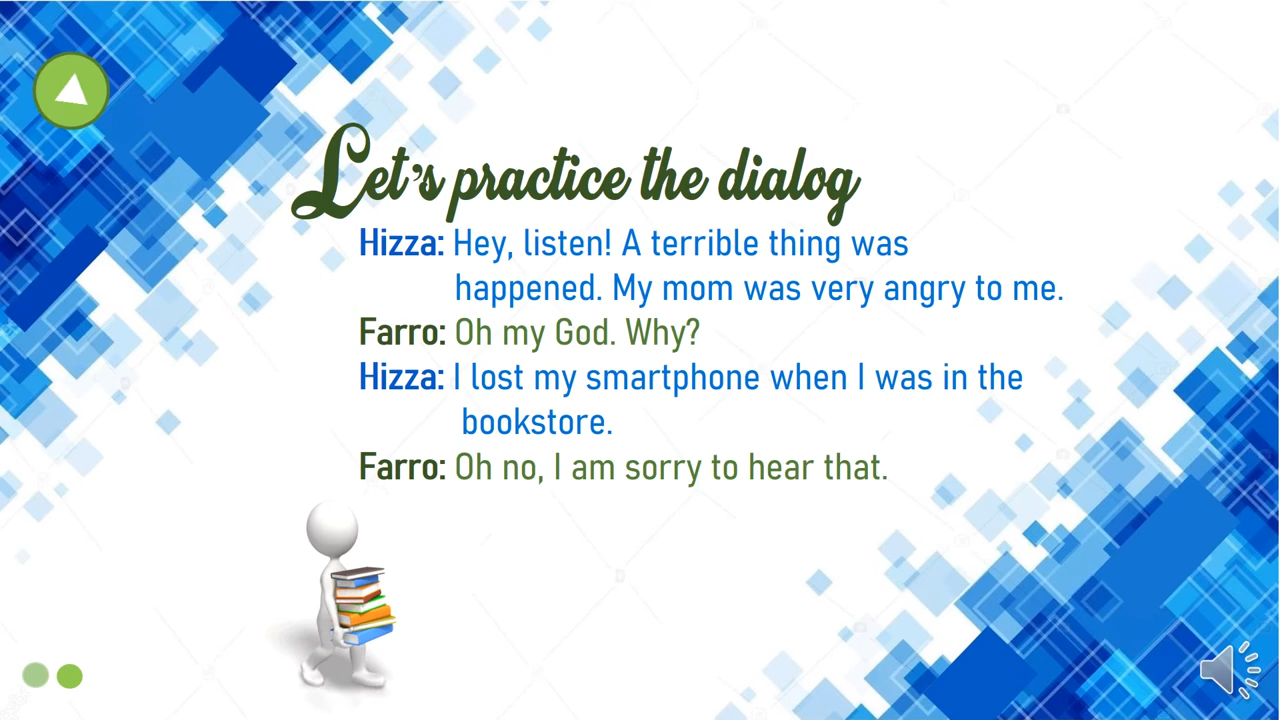 Let's practice the dialog
Hizza: Hey, listen! A terrible thing was
happened. My mom was very angry to me.
Farro: Oh my God. Why?
Hizza: I lost my smartphone when I was in the
bookstore.
Farro: Oh no, I am sorry to hear that.